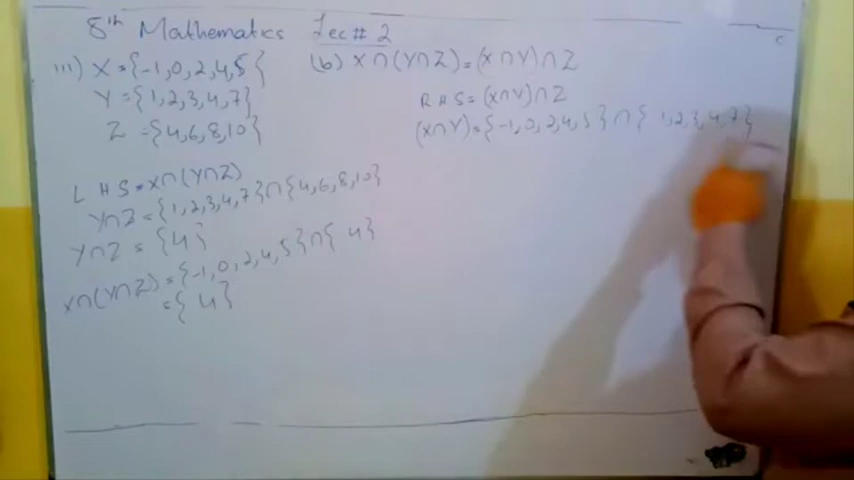 8th Mathematics Lec # 2
iii) X = {-1,0,2,4,5}
Y = {1,2,3,4,7}
Z = {4,6,8,10}
L H S = X∩(Y∩Z)
Y∩Z = {1,2,3,4,7}∩{4,6,8,10}
Y∩Z = {4}
X∩(Y∩Z) = {-1,0,2,4,5}∩{4}
= {4}
(b) X∩(Y∩Z) = (X∩Y)∩Z
R H S = (X∩Y)∩Z
(X∩Y) = {-1,0,2,4,5}∩{1,2,3,4,7}